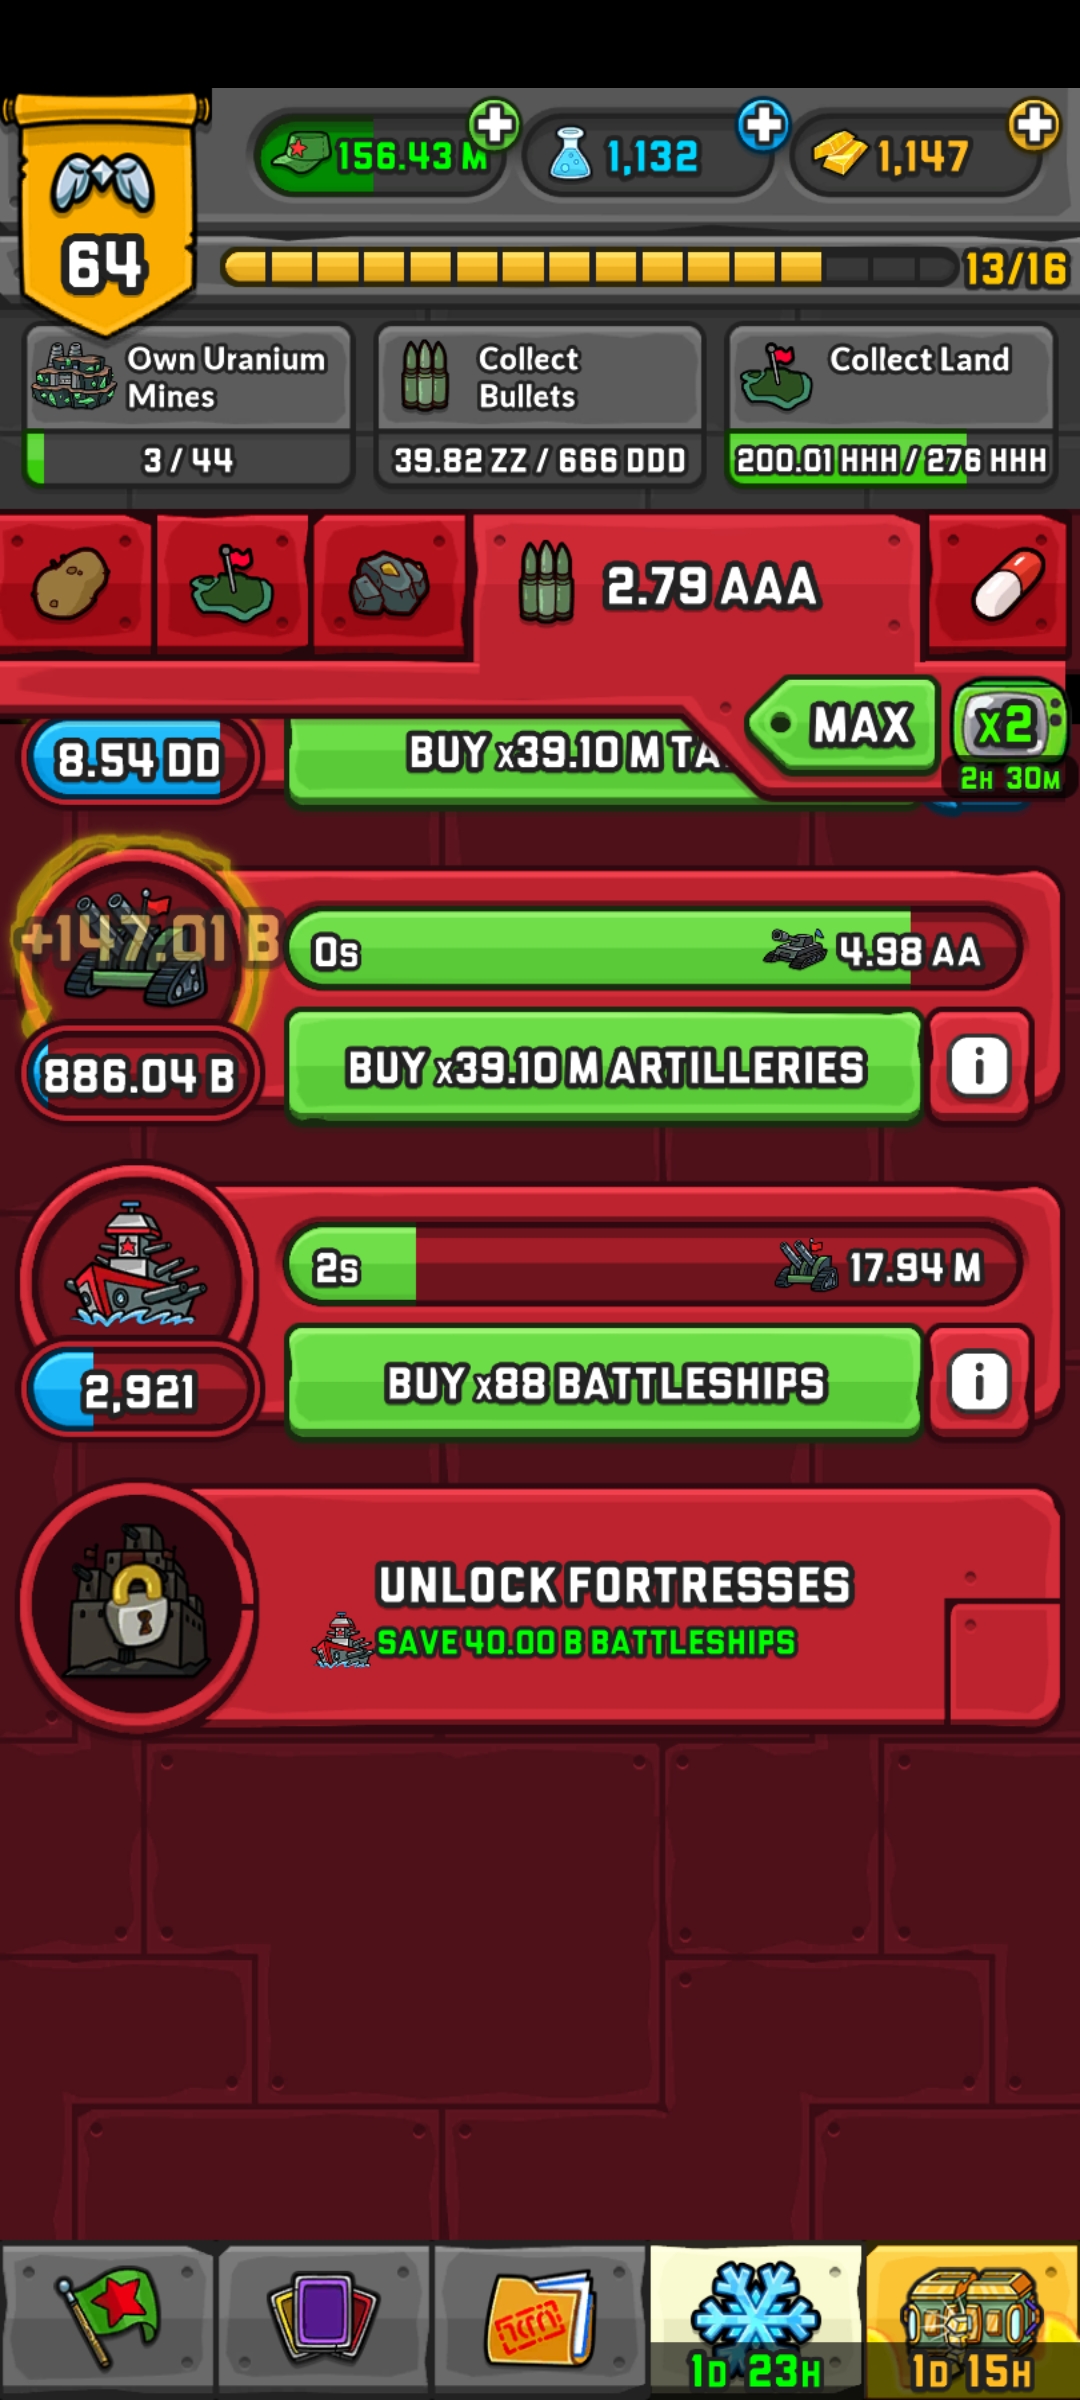 156.43 M
1,132
1,147
64
13/16
Own Uranium
Mines
3 / 44
Collect
Bullets
39.82 ZZ / 666 DDD
Collect Land
200.01 HHH / 276 HHH
2.79 AAA
MAX
x2
2H 30M
8.54 DD
BUY x39.10 M TA
+147.01 B
0s
4.98 AA
886.04 B
BUY x39.10 M ARTILLERIES
i
2s
17.94 M
2,921
BUY x88 BATTLESHIPS
i
UNLOCK FORTRESSES
SAVE 40.00 B BATTLESHIPS
1D 23H
1D 15H